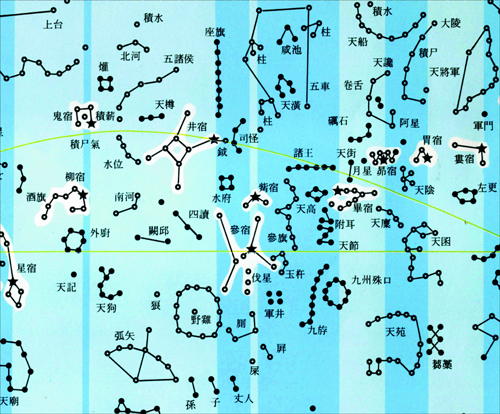 上台
積水
北河
五諸侯
座旗
咸池
柱
柱
五車
天潢
柱
積水
天船
大陵
積尸
天讒
天將軍
卷舌
礪石
阿星
軍門
爟
天樽
鬼宿
積薪
積尸氣
水位
井宿
鉞
司怪
諸王
天街
月星
昴宿
胃宿
婁宿
天陰
左更
柳宿
酒旗
南河
水府
觜宿
天高
畢宿
附耳
天節
天廩
天囷
外廚
闕邱
四讀
參宿
參旗
玉杵
九州殊口
星宿
天記
天狗
狼
野雞
伐星
軍井
九斿
天苑
芻藁
弧矢
廁
屏
屎
天廟
孫
子
丈人